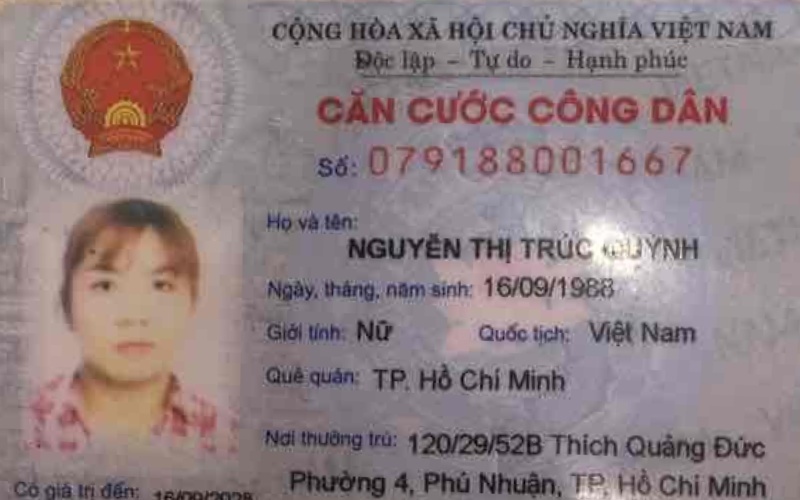 CỘNG HÒA XÃ HỘI CHỦ NGHĨA VIỆT NAM
Độc lập - Tự do - Hạnh phúc
CĂN CƯỚC CÔNG DÂN
Số: 079188001667
Họ và tên:
NGUYỄN THỊ TRÚC QUỲNH
Ngày, tháng, năm sinh: 16/09/1988
Giới tính: Nữ Quốc tịch: Việt Nam
Quê quán: TP. Hồ Chí Minh
Nơi thường trú: 120/29/52B Thích Quảng Đức
Phường 4, Phú Nhuận, TP. Hồ Chí Minh
Có giá trị đến: 16/09/2028